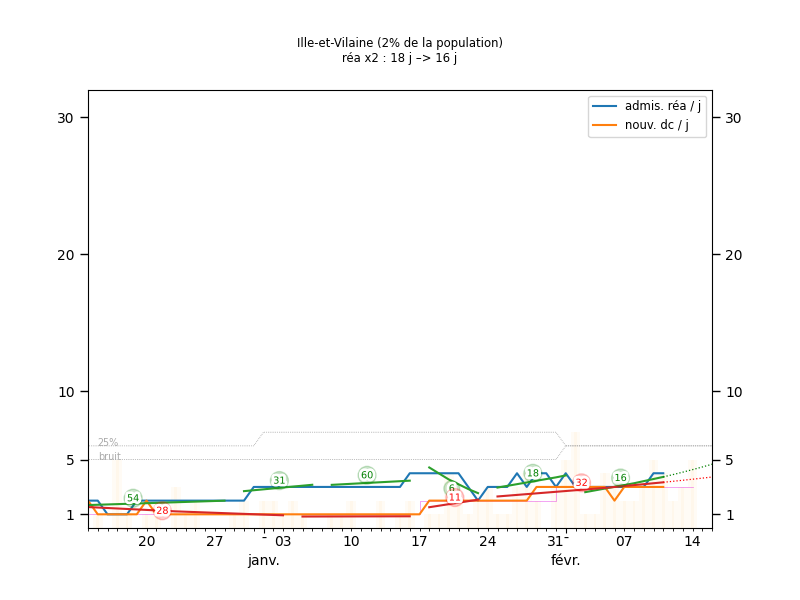 Ille-et-Vilaine (2% de la population)
réa x2 : 18 j –> 16 j
admis. réa / j
nouv. dc / j
30 30
20 20
10 10
25%
bruit
5 5
54 28 31 60 6 11 18 32 16
1 1
20 27 03 10 17 24 31 07 14
janv. févr.